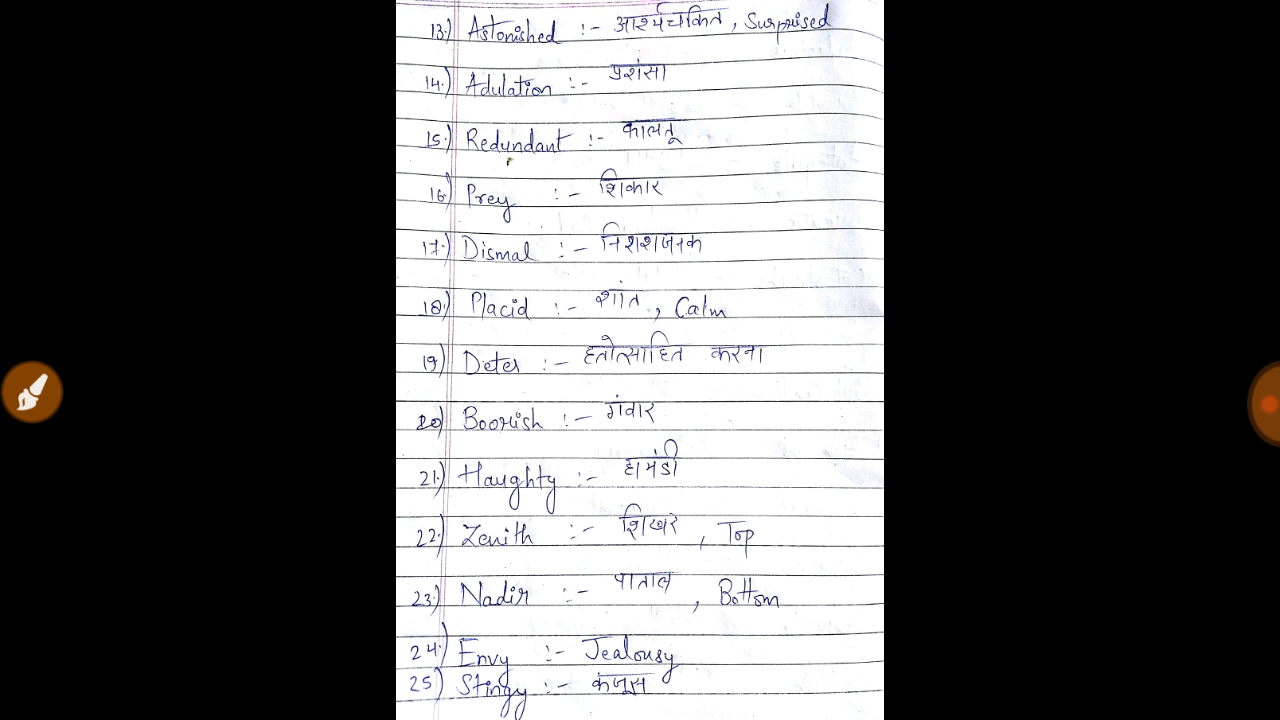 13.) Astonished :- आर्श्यचकित, Surprised
14.) Adulation :- प्रशंसा
15.) Redundant :- फालतू
16) Prey :- शिकार
17.) Dismal :- निराशाजनक
18.) Placid :- शांत, Calm
19) Deter :- हतोत्साहित करना
20) Boorish :- गंवार
21.) Haughty :- घमंडी
22.) Zenith :- शिखर, Top
23.) Nadir :- पाताल, Bottom
24.) Envy :- Jealousy
25) Stingy :- कंजूस